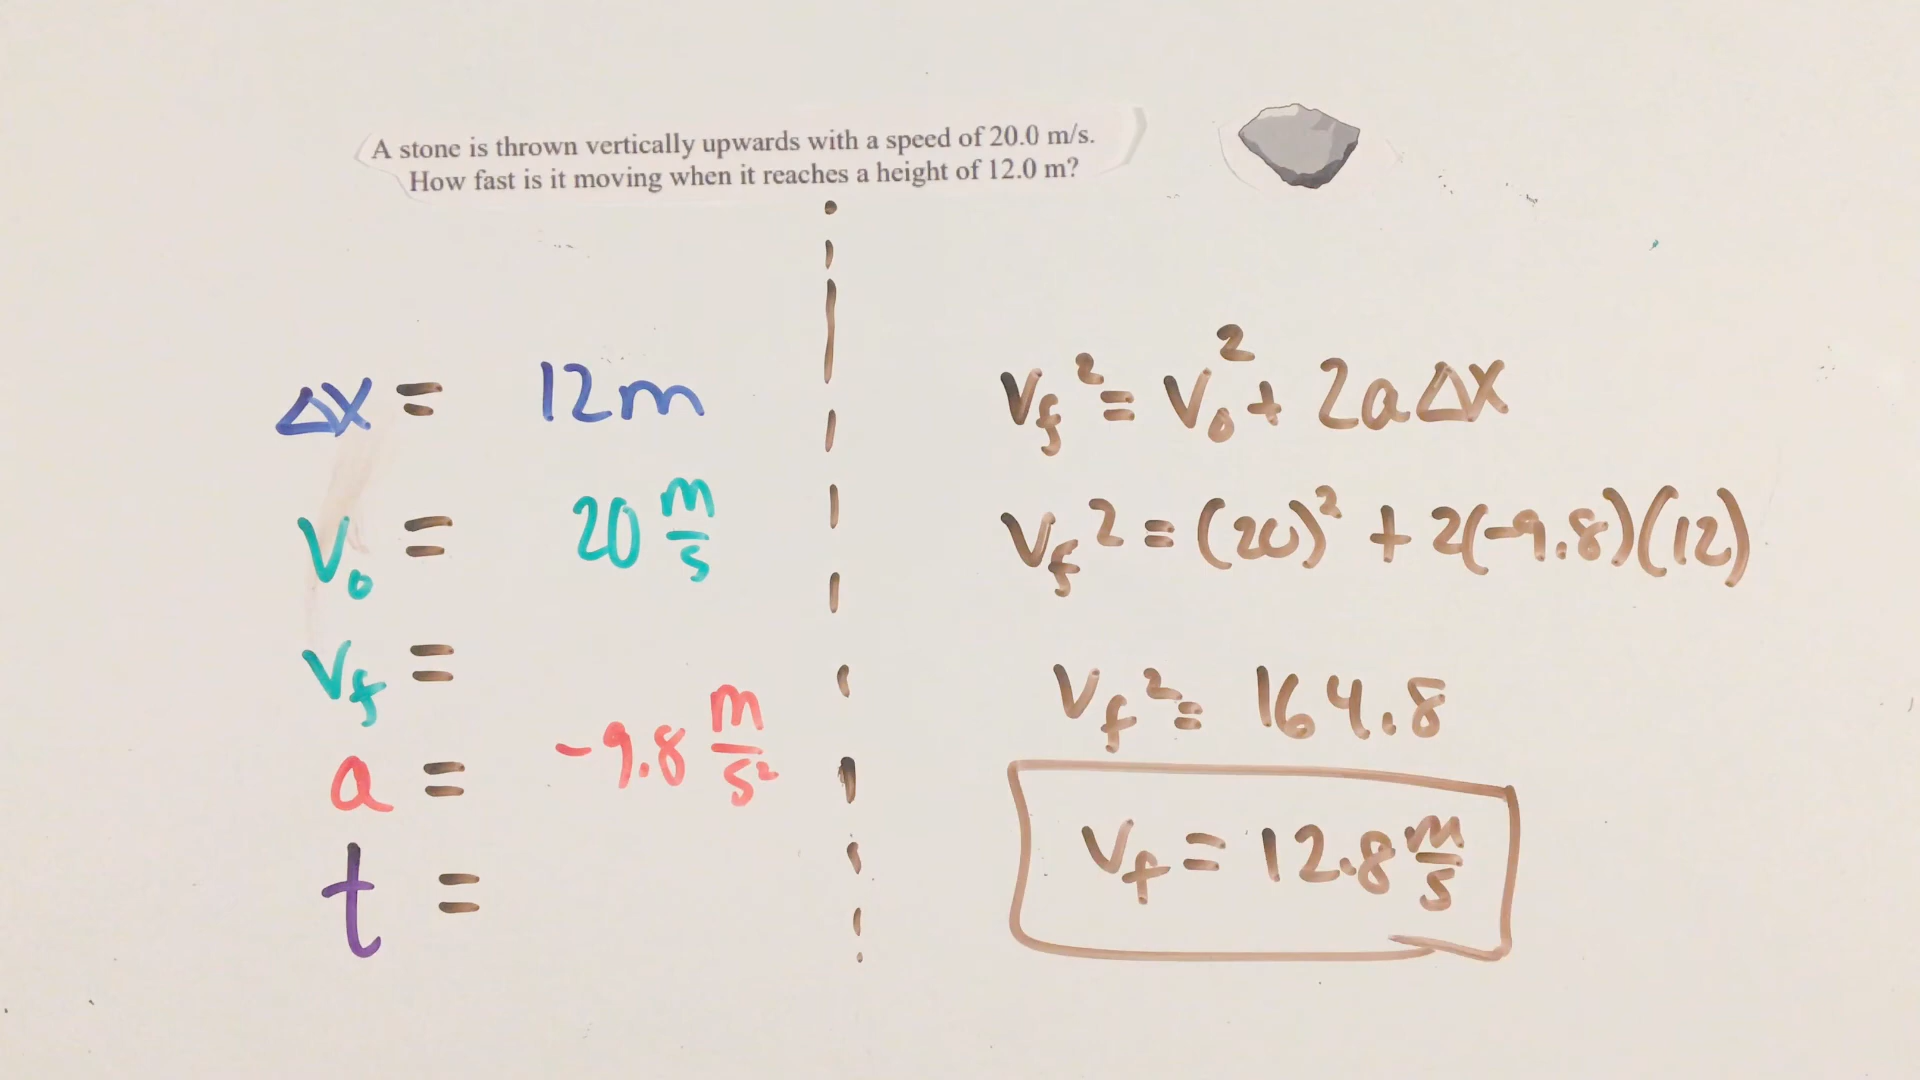 A stone is thrown vertically upwards with a speed of 20.0 m/s.
How fast is it moving when it reaches a height of 12.0 m?
Δx = 12m
V₀ = 20 m/s
Vf =
a = -9.8 m/s²
t =
Vf² = V₀² + 2aΔx
Vf² = (20)² + 2(-9.8)(12)
Vf² = 164.8
Vf = 12.8 m/s